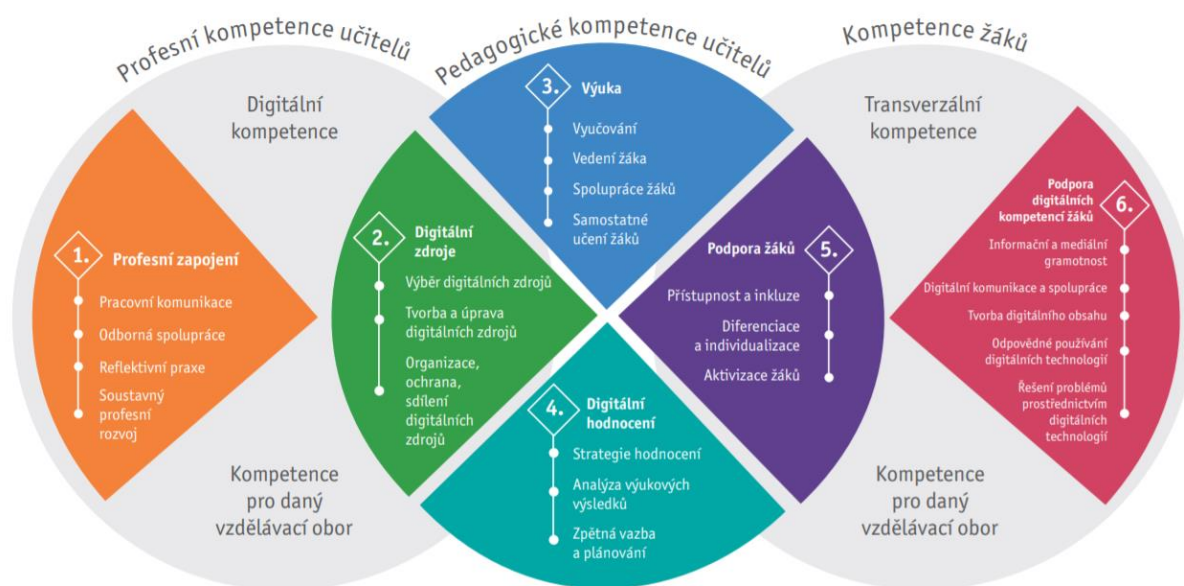 Profesní kompetence učitelů
Pedagogické kompetence učitelů
Kompetence žáků
Digitální
kompetence
Transverzální
kompetence
1.
Profesní zapojení
Pracovní komunikace
Odborná spolupráce
Reflektivní praxe
Soustavný
profesní
rozvoj
2.
Digitální
zdroje
Výběr digitálních zdrojů
Tvorba a úprava
digitálních zdrojů
Organizace,
ochrana,
sdílení
digitálních
zdrojů
3.
Výuka
Vyučování
Vedení žáka
Spolupráce žáků
Samostatné
učení žáků
4.
Digitální
hodnocení
Strategie hodnocení
Analýza výukových
výsledků
Zpětná vazba
a plánování
5.
Podpora žáků
Přístupnost a inkluze
Diferenciace
a individualizace
Aktivizace žáků
6.
Podpora
digitálních
kompetencí žáků
Informační a mediální
gramotnost
Digitální komunikace a spolupráce
Tvorba digitálního obsahu
Odpovědné používání
digitálních technologií
Řešení problémů
prostřednictvím
digitálních
technologií
Kompetence
pro daný
vzdělávací obor
Kompetence
pro daný
vzdělávací obor